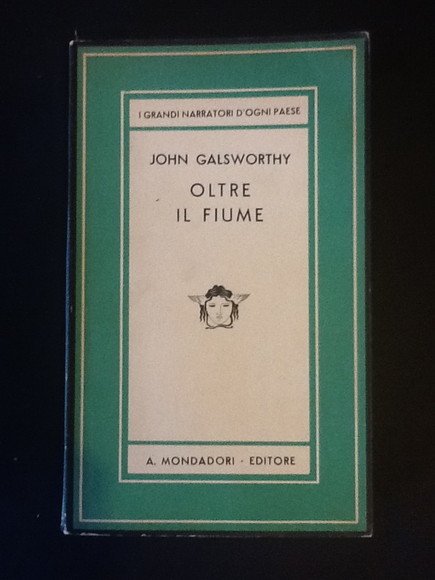 I GRANDI NARRATORI D'OGNI PAESE
JOHN GALSWORTHY
OLTRE
IL FIUME
A. MONDADORI - EDITORE